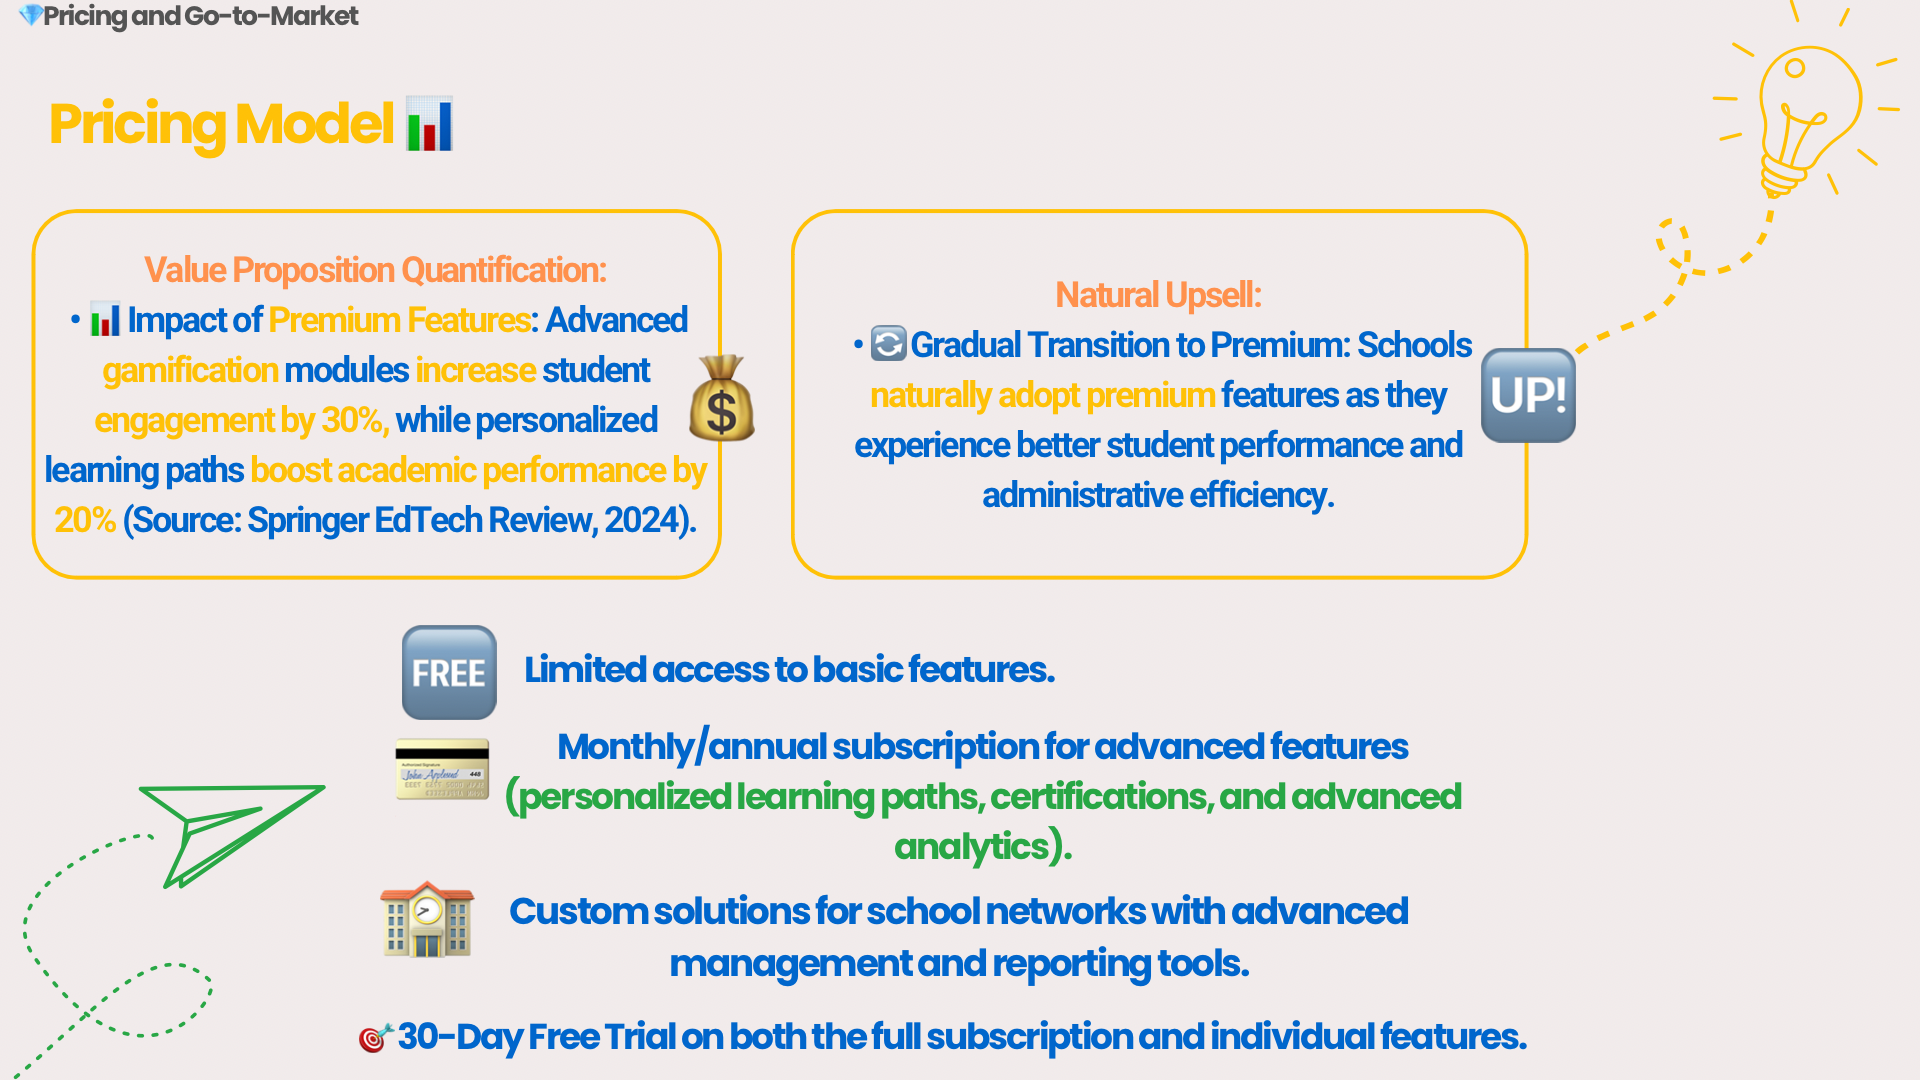 💎Pricing and Go-to-Market
Pricing Model 📊
Value Proposition Quantification:
• 📊 Impact of Premium Features: Advanced
gamification modules increase student
engagement by 30%, while personalized
learning paths boost academic performance by
20% (Source: Springer EdTech Review, 2024).
Natural Upsell:
• 🔄 Gradual Transition to Premium: Schools
naturally adopt premium features as they
experience better student performance and
administrative efficiency.
UP!
FREE
Limited access to basic features.
Monthly/annual subscription for advanced features
(personalized learning paths, certifications, and advanced
analytics).
Custom solutions for school networks with advanced
management and reporting tools.
🎯 30-Day Free Trial on both the full subscription and individual features.